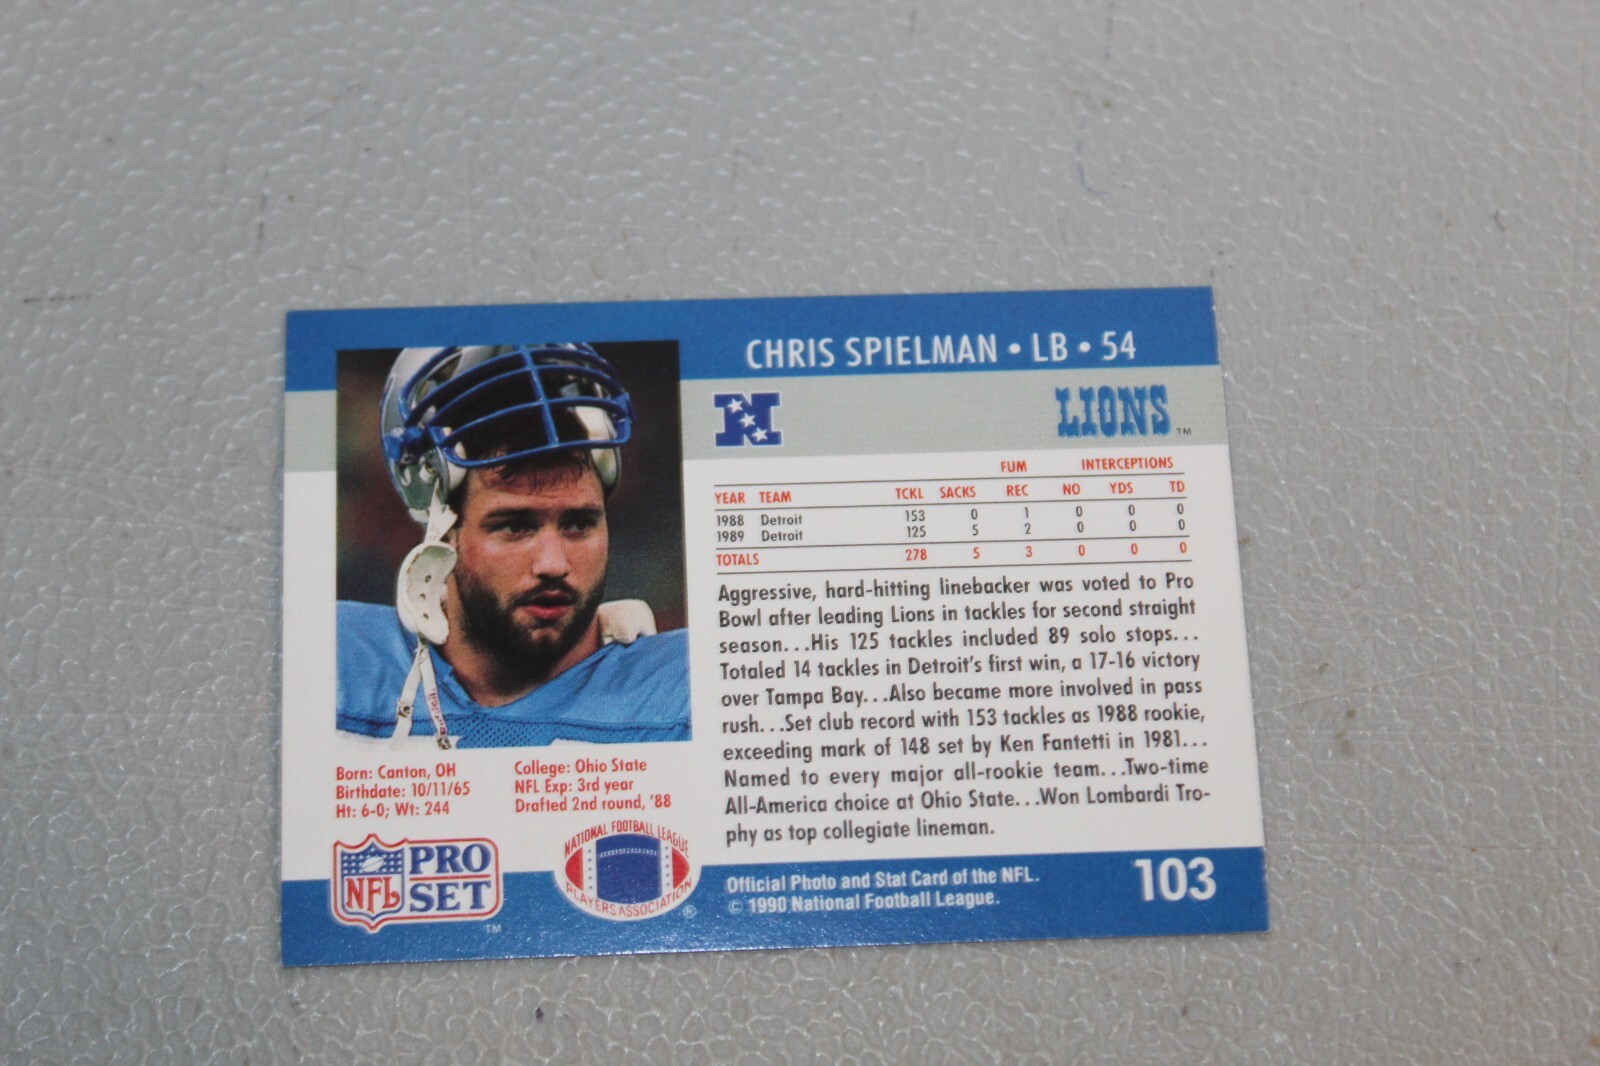 CHRIS SPIELMAN • LB • 54
N
LIONS ™
FUM INTERCEPTIONS
YEAR TEAM TCKL SACKS REC NO YDS TD
1988 Detroit 153 0 1 0 0 0
1989 Detroit 125 5 2 0 0 0
TOTALS 278 5 3 0 0 0
Aggressive, hard-hitting linebacker was voted to Pro
Bowl after leading Lions in tackles for second straight
season...His 125 tackles included 89 solo stops...
Totaled 14 tackles in Detroit's first win, a 17-16 victory
over Tampa Bay...Also became more involved in pass
rush...Set club record with 153 tackles as 1988 rookie,
exceeding mark of 148 set by Ken Fantetti in 1981...
Named to every major all-rookie team...Two-time
All-America choice at Ohio State...Won Lombardi Tro-
phy as top collegiate lineman.
Born: Canton, OH
Birthdate: 10/11/65
Ht: 6-0; Wt: 244
College: Ohio State
NFL Exp: 3rd year
Drafted 2nd round, '88
NFL PRO SET ™
NATIONAL FOOTBALL LEAGUE
PLAYERS ASSOCIATION ®
Official Photo and Stat Card of the NFL.
© 1990 National Football League.
103